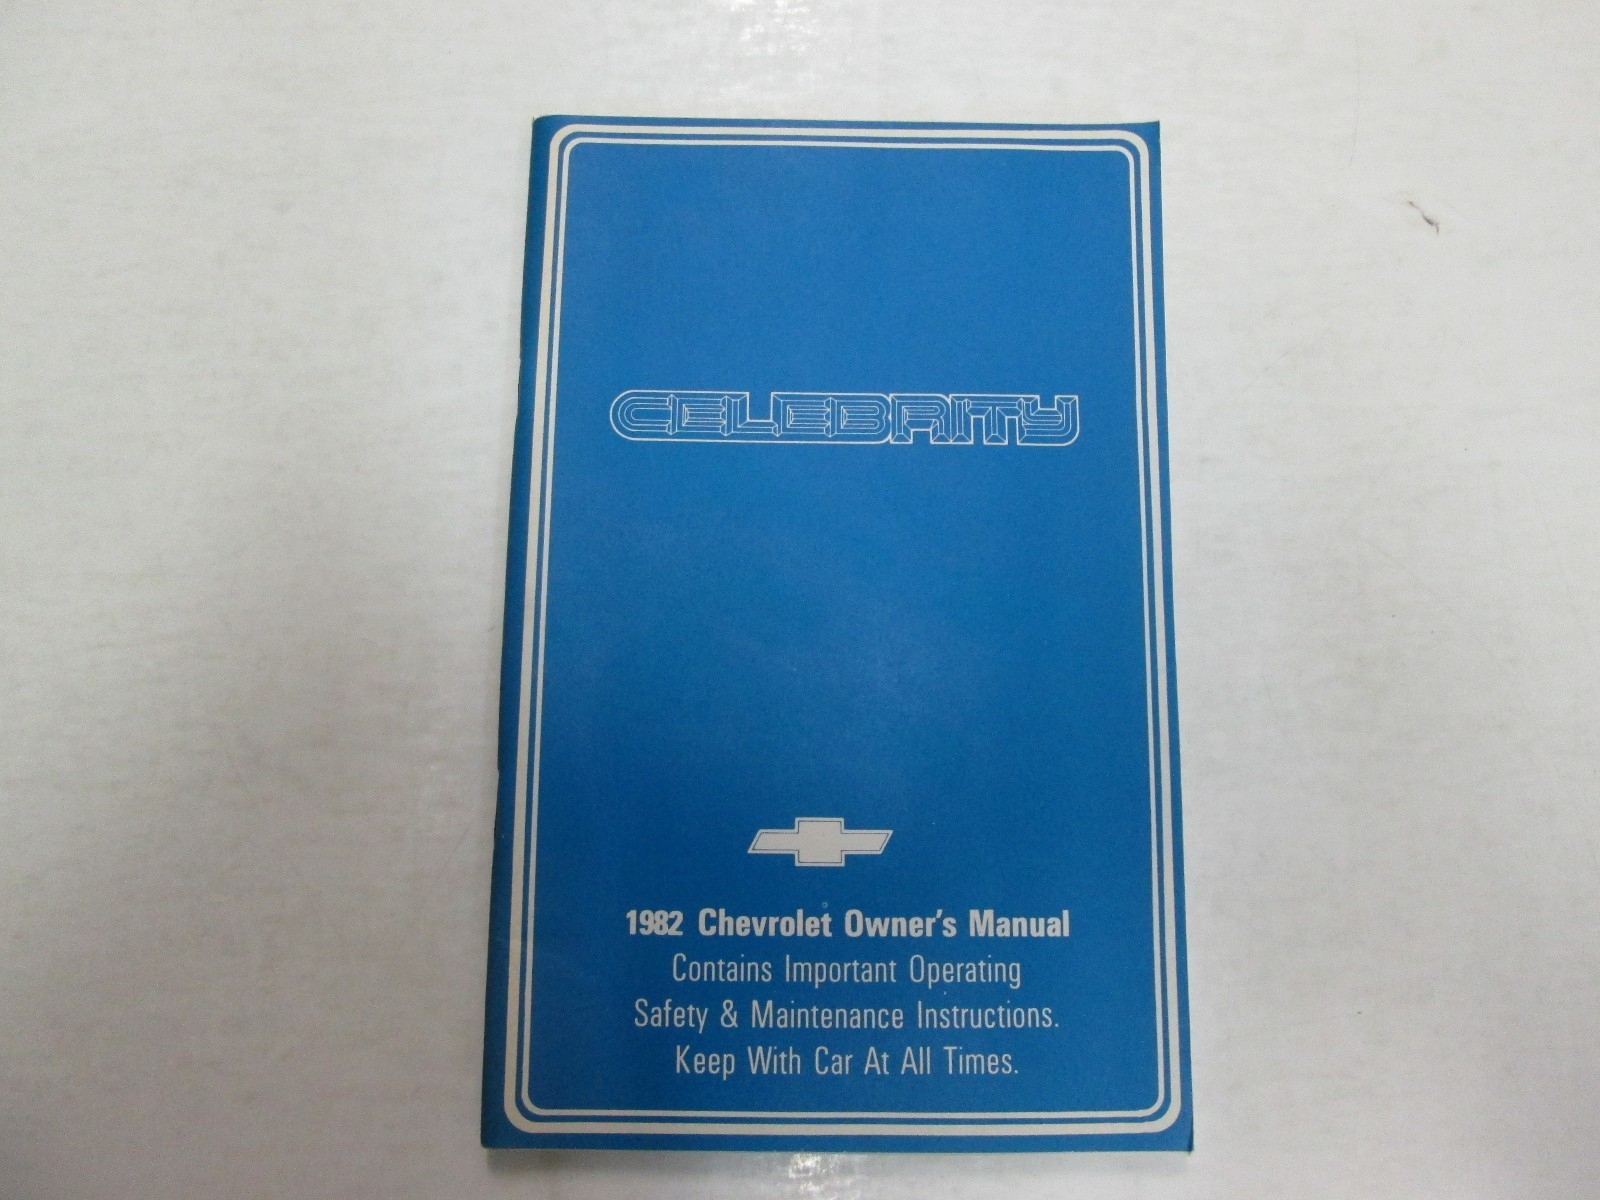 CELEBRITY
1982 Chevrolet Owner's Manual
Contains Important Operating
Safety & Maintenance Instructions.
Keep With Car At All Times.